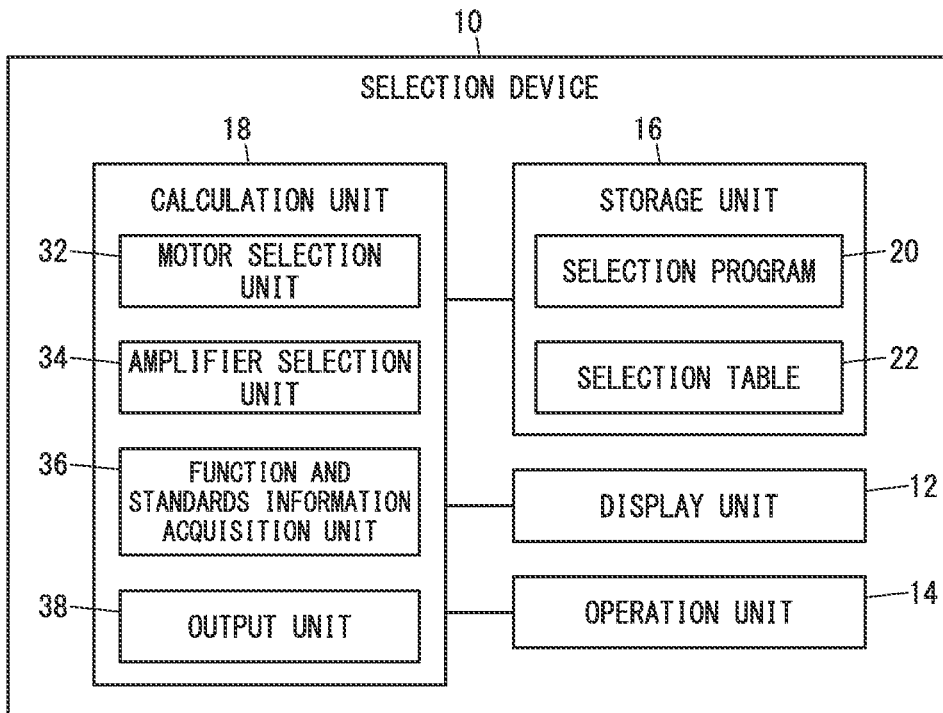 10
SELECTION DEVICE
18
CALCULATION UNIT
32
MOTOR SELECTION
UNIT
34
AMPLIFIER SELECTION
UNIT
36
FUNCTION AND
STANDARDS INFORMATION
ACQUISITION UNIT
38
OUTPUT UNIT
16
STORAGE UNIT
SELECTION PROGRAM
20
SELECTION TABLE
22
DISPLAY UNIT
12
OPERATION UNIT
14